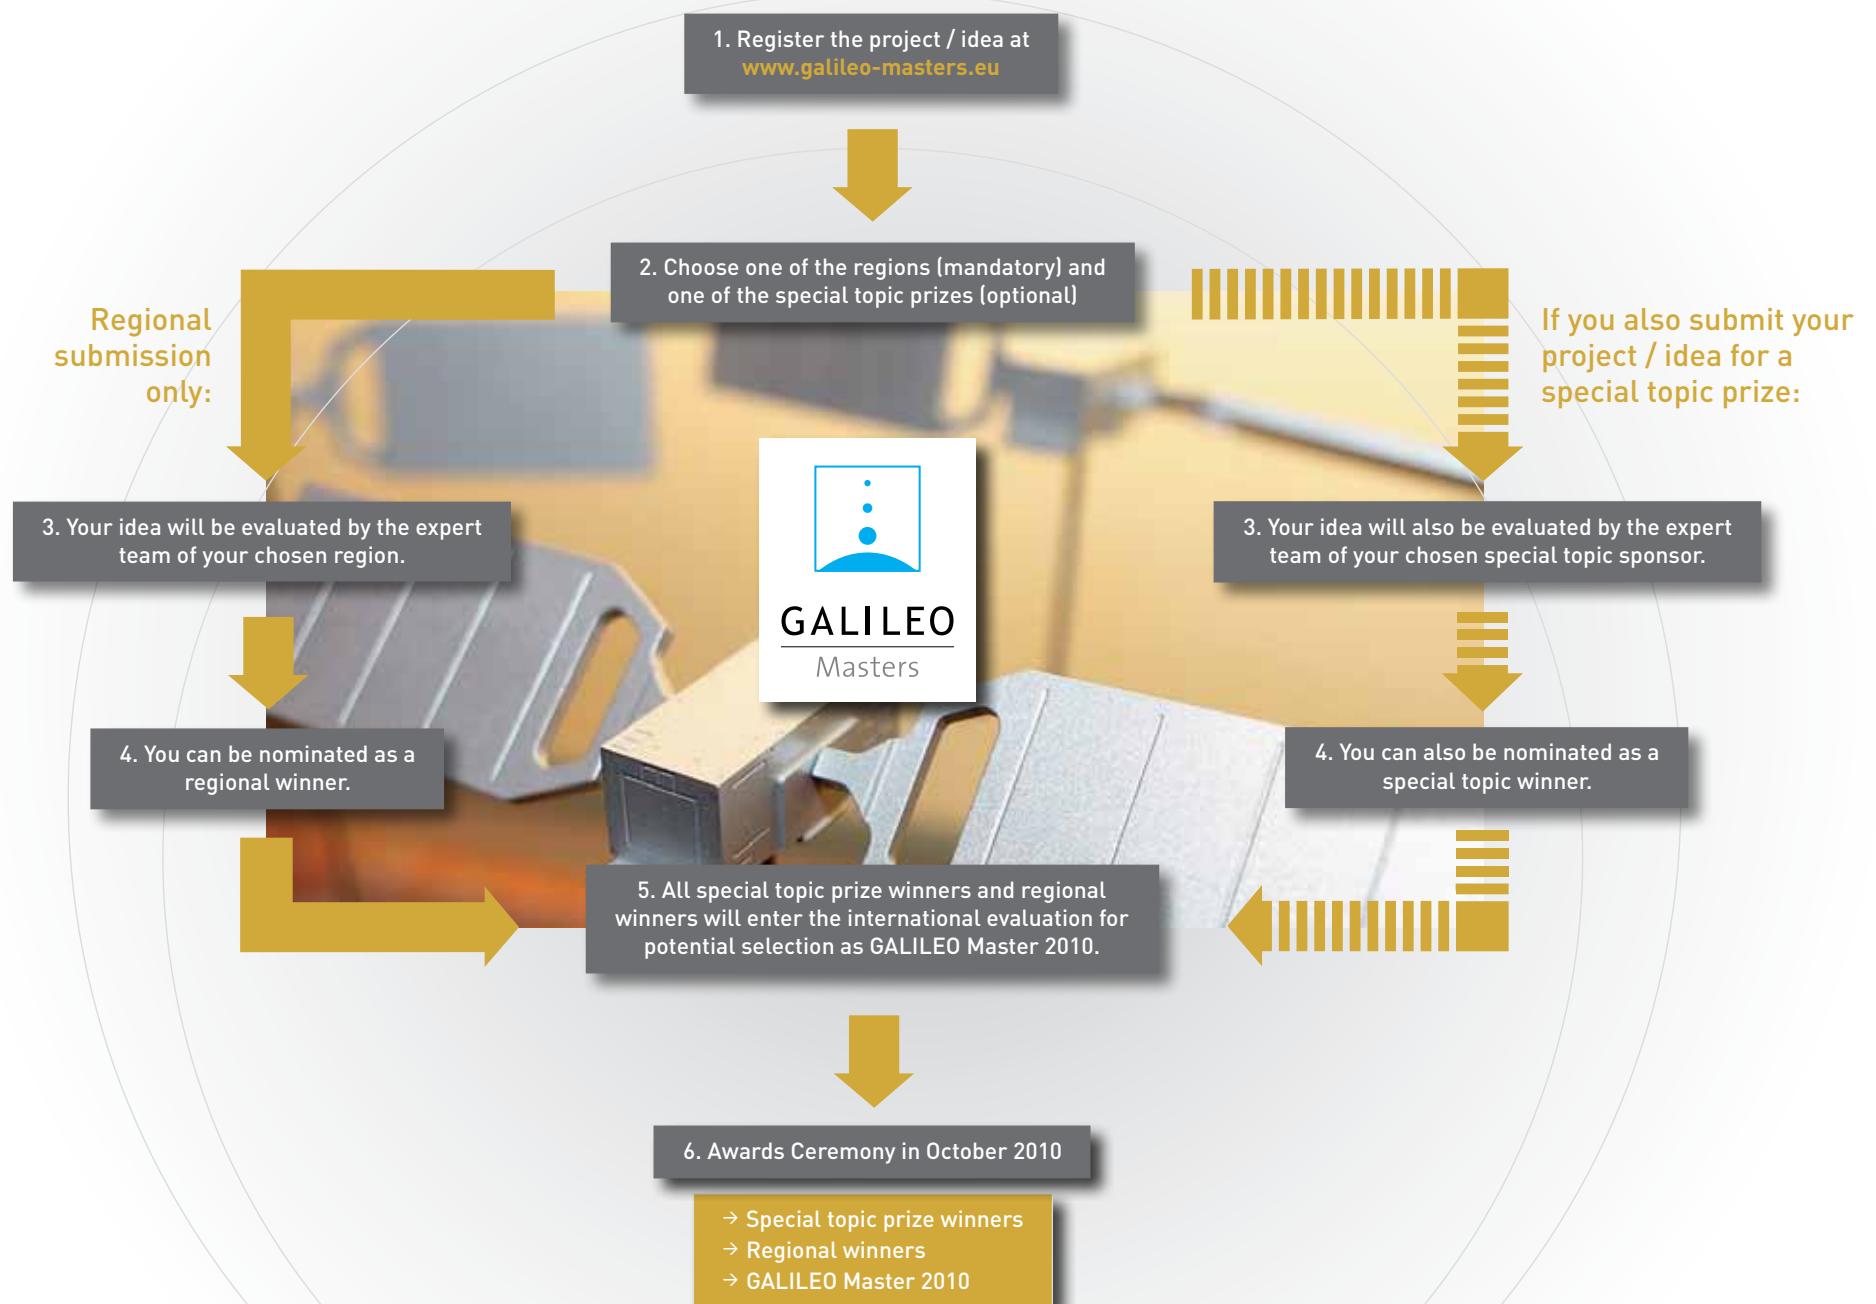 1. Register the project / idea at
www.galileo-masters.eu
2. Choose one of the regions (mandatory) and
one of the special topic prizes (optional)
Regional
submission
only:
If you also submit your
project / idea for a
special topic prize:
3. Your idea will be evaluated by the expert
team of your chosen region.
3. Your idea will also be evaluated by the expert
team of your chosen special topic sponsor.
GALILEO
Masters
4. You can be nominated as a
regional winner.
4. You can also be nominated as a
special topic winner.
5. All special topic prize winners and regional
winners will enter the international evaluation for
potential selection as GALILEO Master 2010.
6. Awards Ceremony in October 2010
→ Special topic prize winners
→ Regional winners
→ GALILEO Master 2010